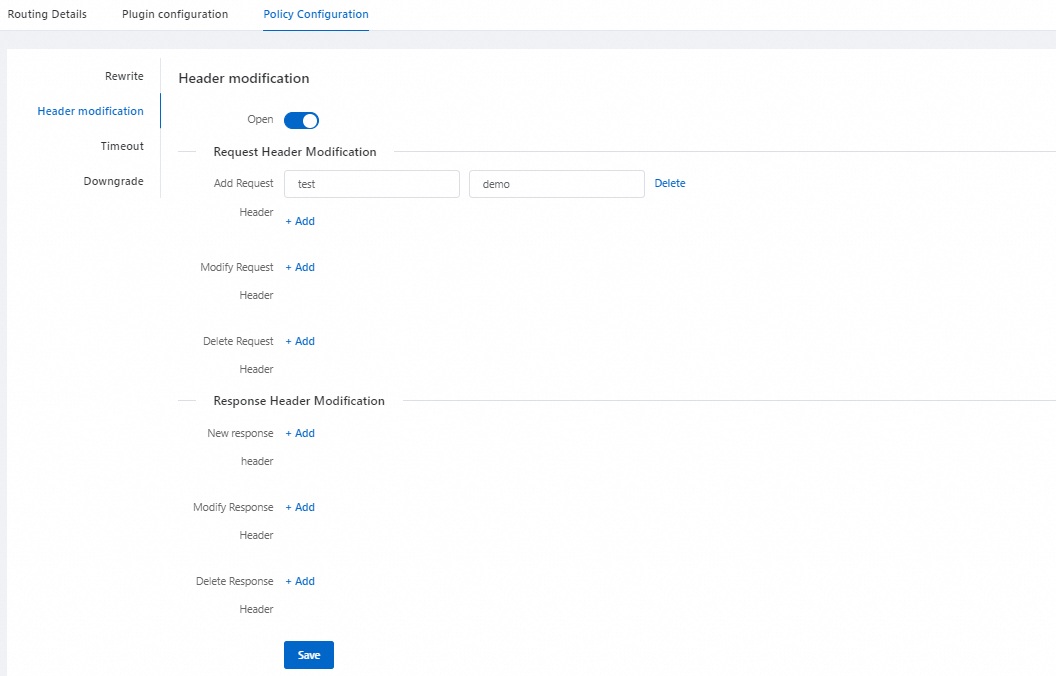 Routing Details Plugin configuration Policy Configuration
Rewrite
Header modification
Timeout
Downgrade
Header modification
Open
Request Header Modification
Add Request Header
test demo Delete
+ Add
Modify Request Header
+ Add
Delete Request Header
+ Add
Response Header Modification
New response header
+ Add
Modify Response Header
+ Add
Delete Response Header
+ Add
Save